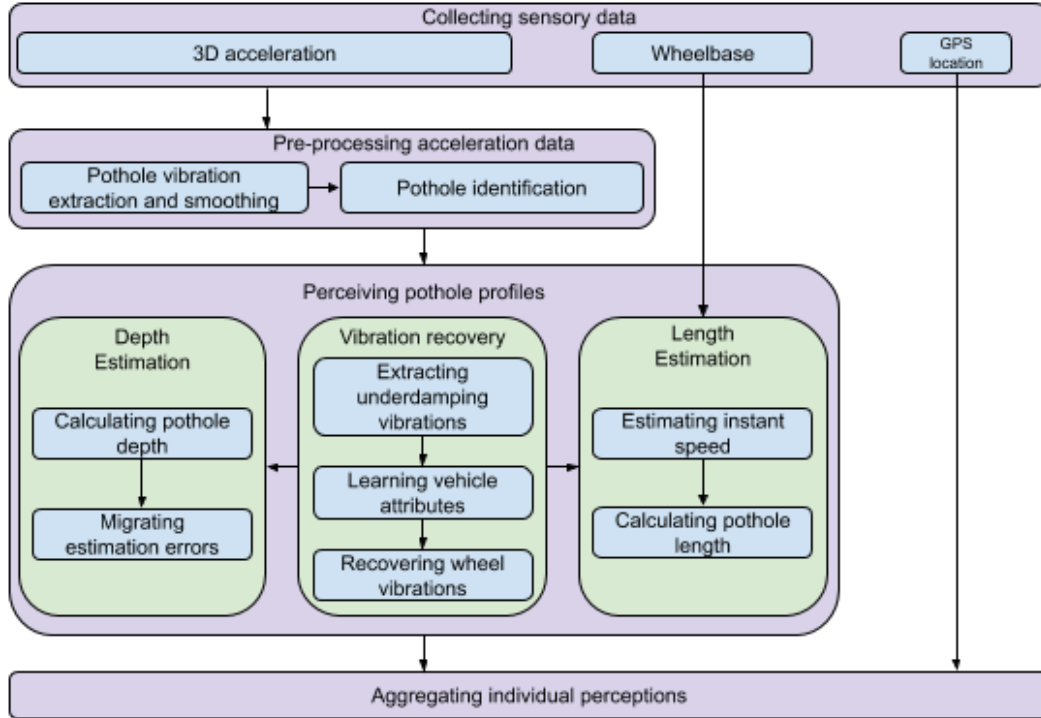 Collecting sensory data
3D acceleration
Wheelbase
GPS
location
Pre-processing acceleration data
Pothole vibration
extraction and smoothing
Pothole identification
Perceiving pothole profiles
Depth
Estimation
Calculating pothole
depth
Migrating
estimation errors
Vibration recovery
Extracting
underdamping
vibrations
Learning vehicle
attributes
Recovering wheel
vibrations
Length
Estimation
Estimating instant
speed
Calculating pothole
length
Aggregating individual perceptions